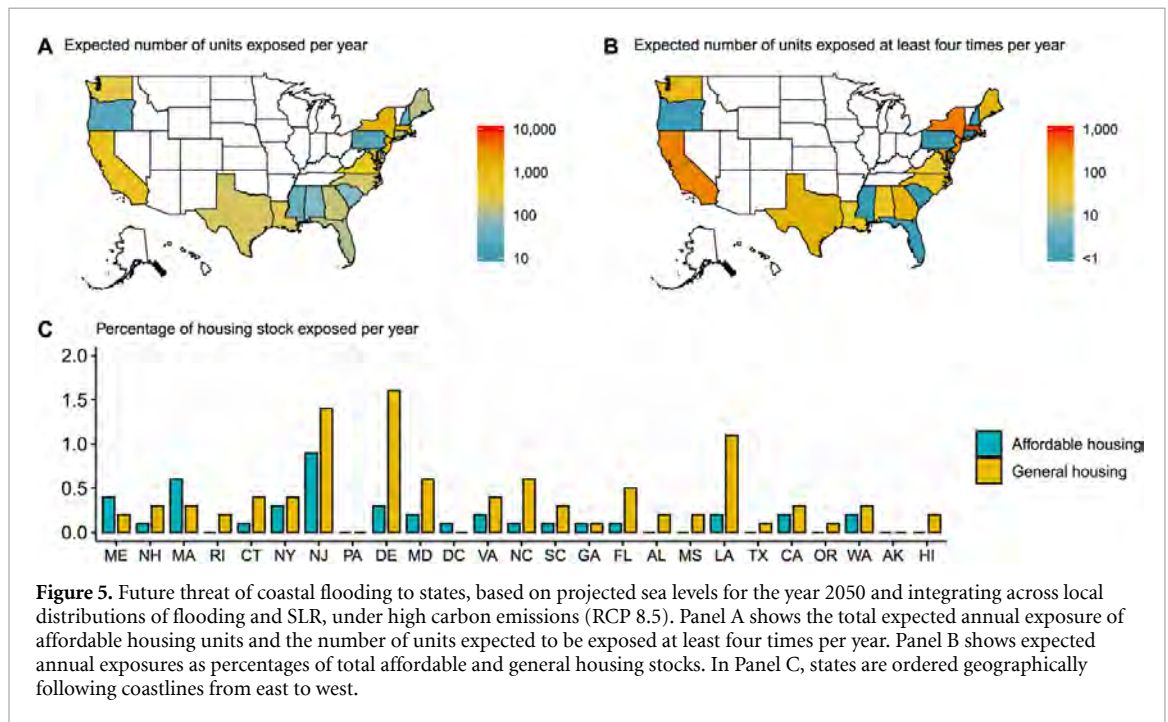 A Expected number of units exposed per year
B Expected number of units exposed at least four times per year
10,000
1,000
100
10
1,000
100
10
<1
C Percentage of housing stock exposed per year
2.0
1.5
1.0
0.5
0.0
ME NH MA RI CT NY NJ PA DE MD DC VA NC SC GA FL AL MS LA TX CA OR WA AK HI
Affordable housing
General housing
Figure 5. Future threat of coastal flooding to states, based on projected sea levels for the year 2050 and integrating across local
distributions of flooding and SLR, under high carbon emissions (RCP 8.5). Panel A shows the total expected annual exposure of
affordable housing units and the number of units expected to be exposed at least four times per year. Panel B shows expected
annual exposures as percentages of total affordable and general housing stocks. In Panel C, states are ordered geographically
following coastlines from east to west.